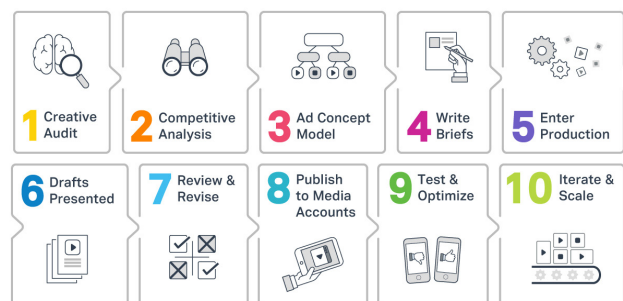 1 Creative
Audit
2 Competitive
Analysis
3 Ad Concept
Model
4 Write
Briefs
5 Enter
Production
6 Drafts
Presented
7 Review &
Revise
8 Publish
to Media
Accounts
9 Test &
Optimize
10 Iterate &
Scale